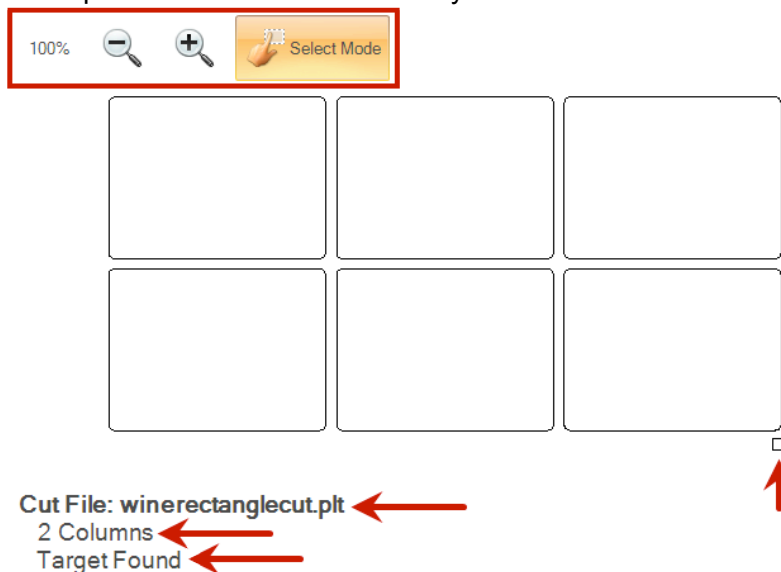 100%
Select Mode
Cut File: winerectanglecut.plt
2 Columns
Target Found